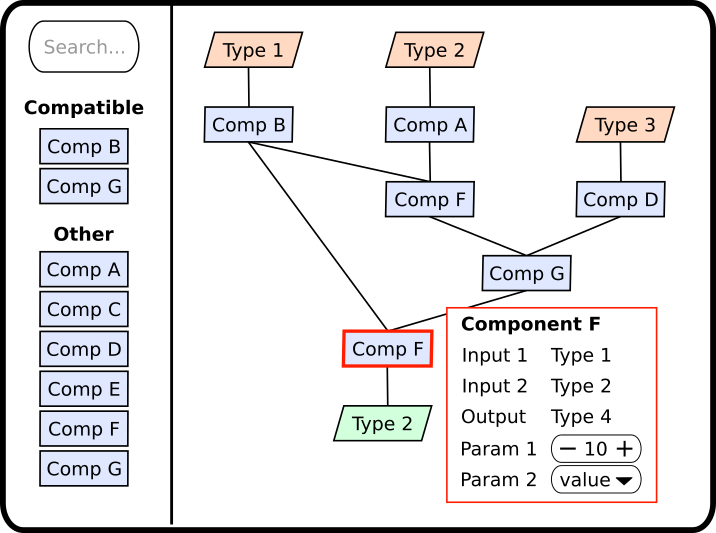 Search...
Compatible
Comp B
Comp G
Other
Comp A
Comp C
Comp D
Comp E
Comp F
Comp G
Type 1
Type 2
Comp B
Comp A
Type 3
Comp F
Comp D
Comp G
Comp F
Type 2
Component F
Input 1 Type 1
Input 2 Type 2
Output Type 4
Param 1 − 10 +
Param 2 value